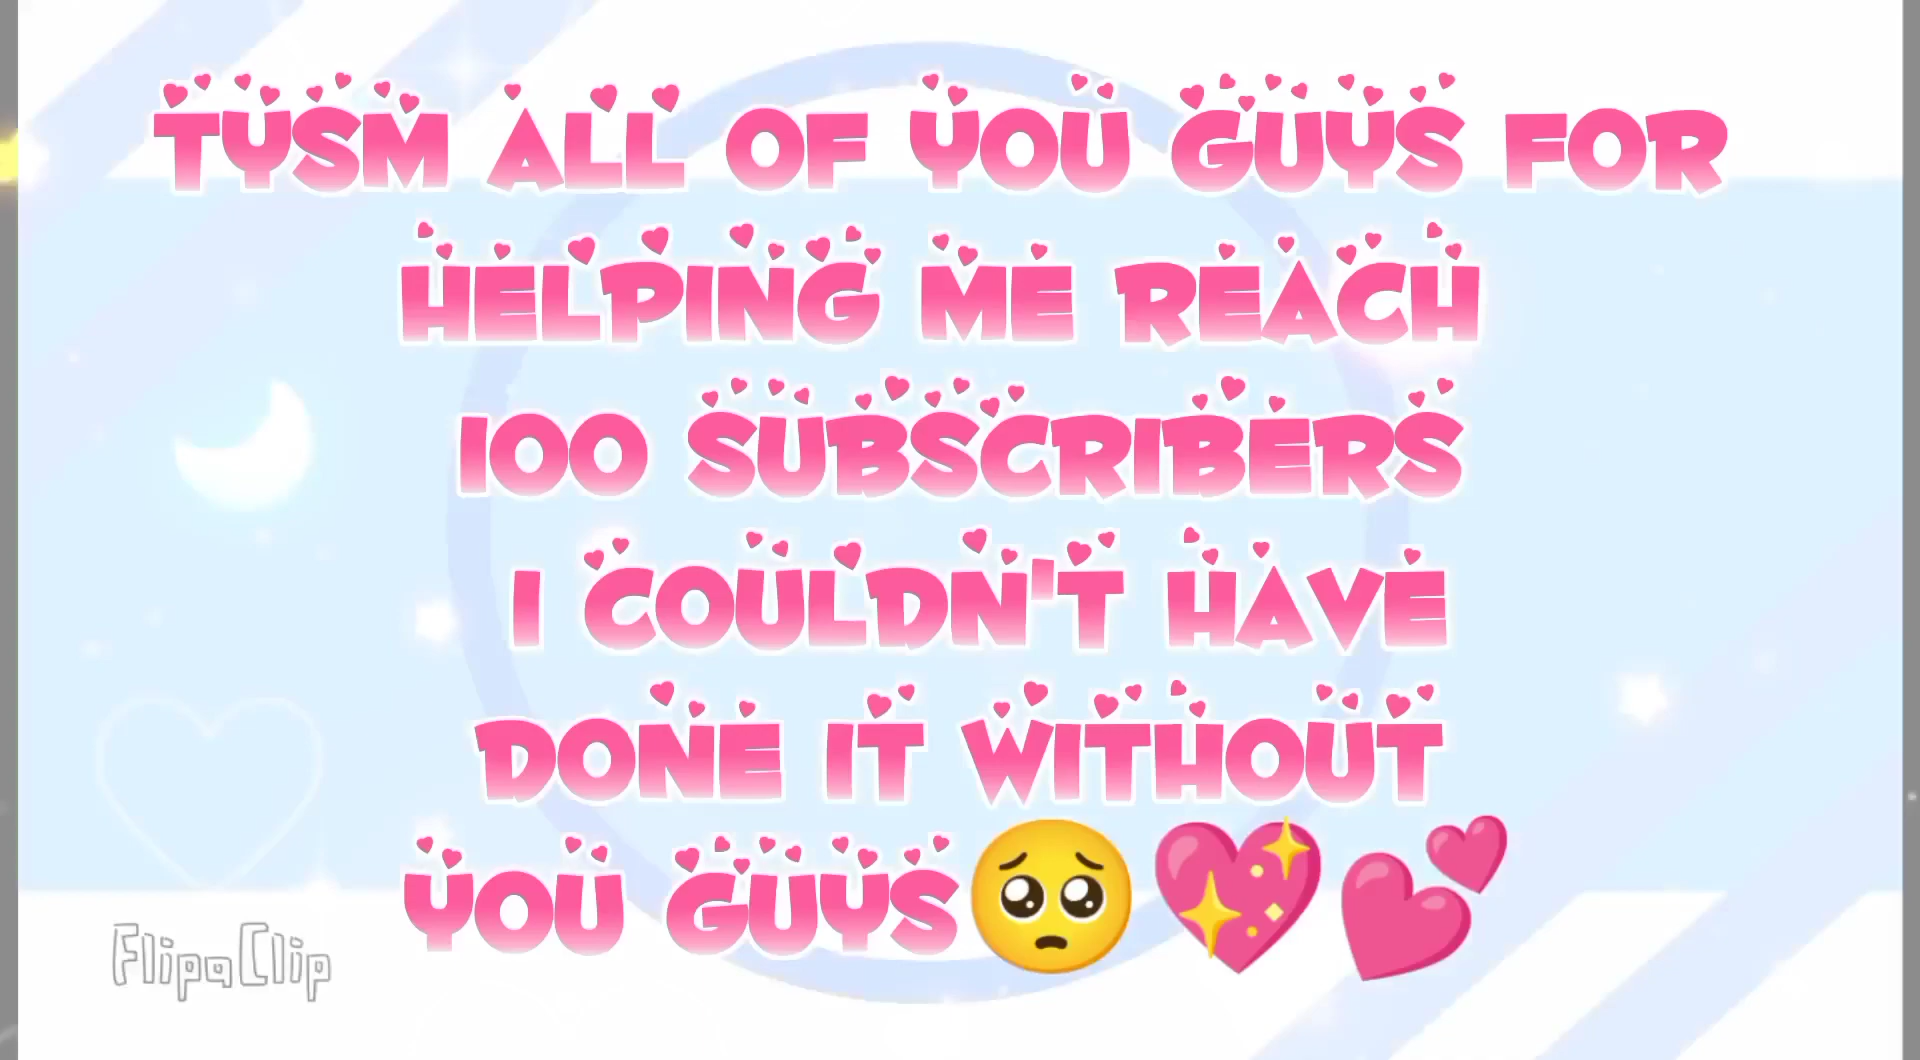 TYSM ALL OF YOU GUYS FOR
HELPING ME REACH
100 SUBSCRIBERS
I COULDN'T HAVE
DONE IT WITHOUT
YOU GUYS🥺💖💕
FlipaClip